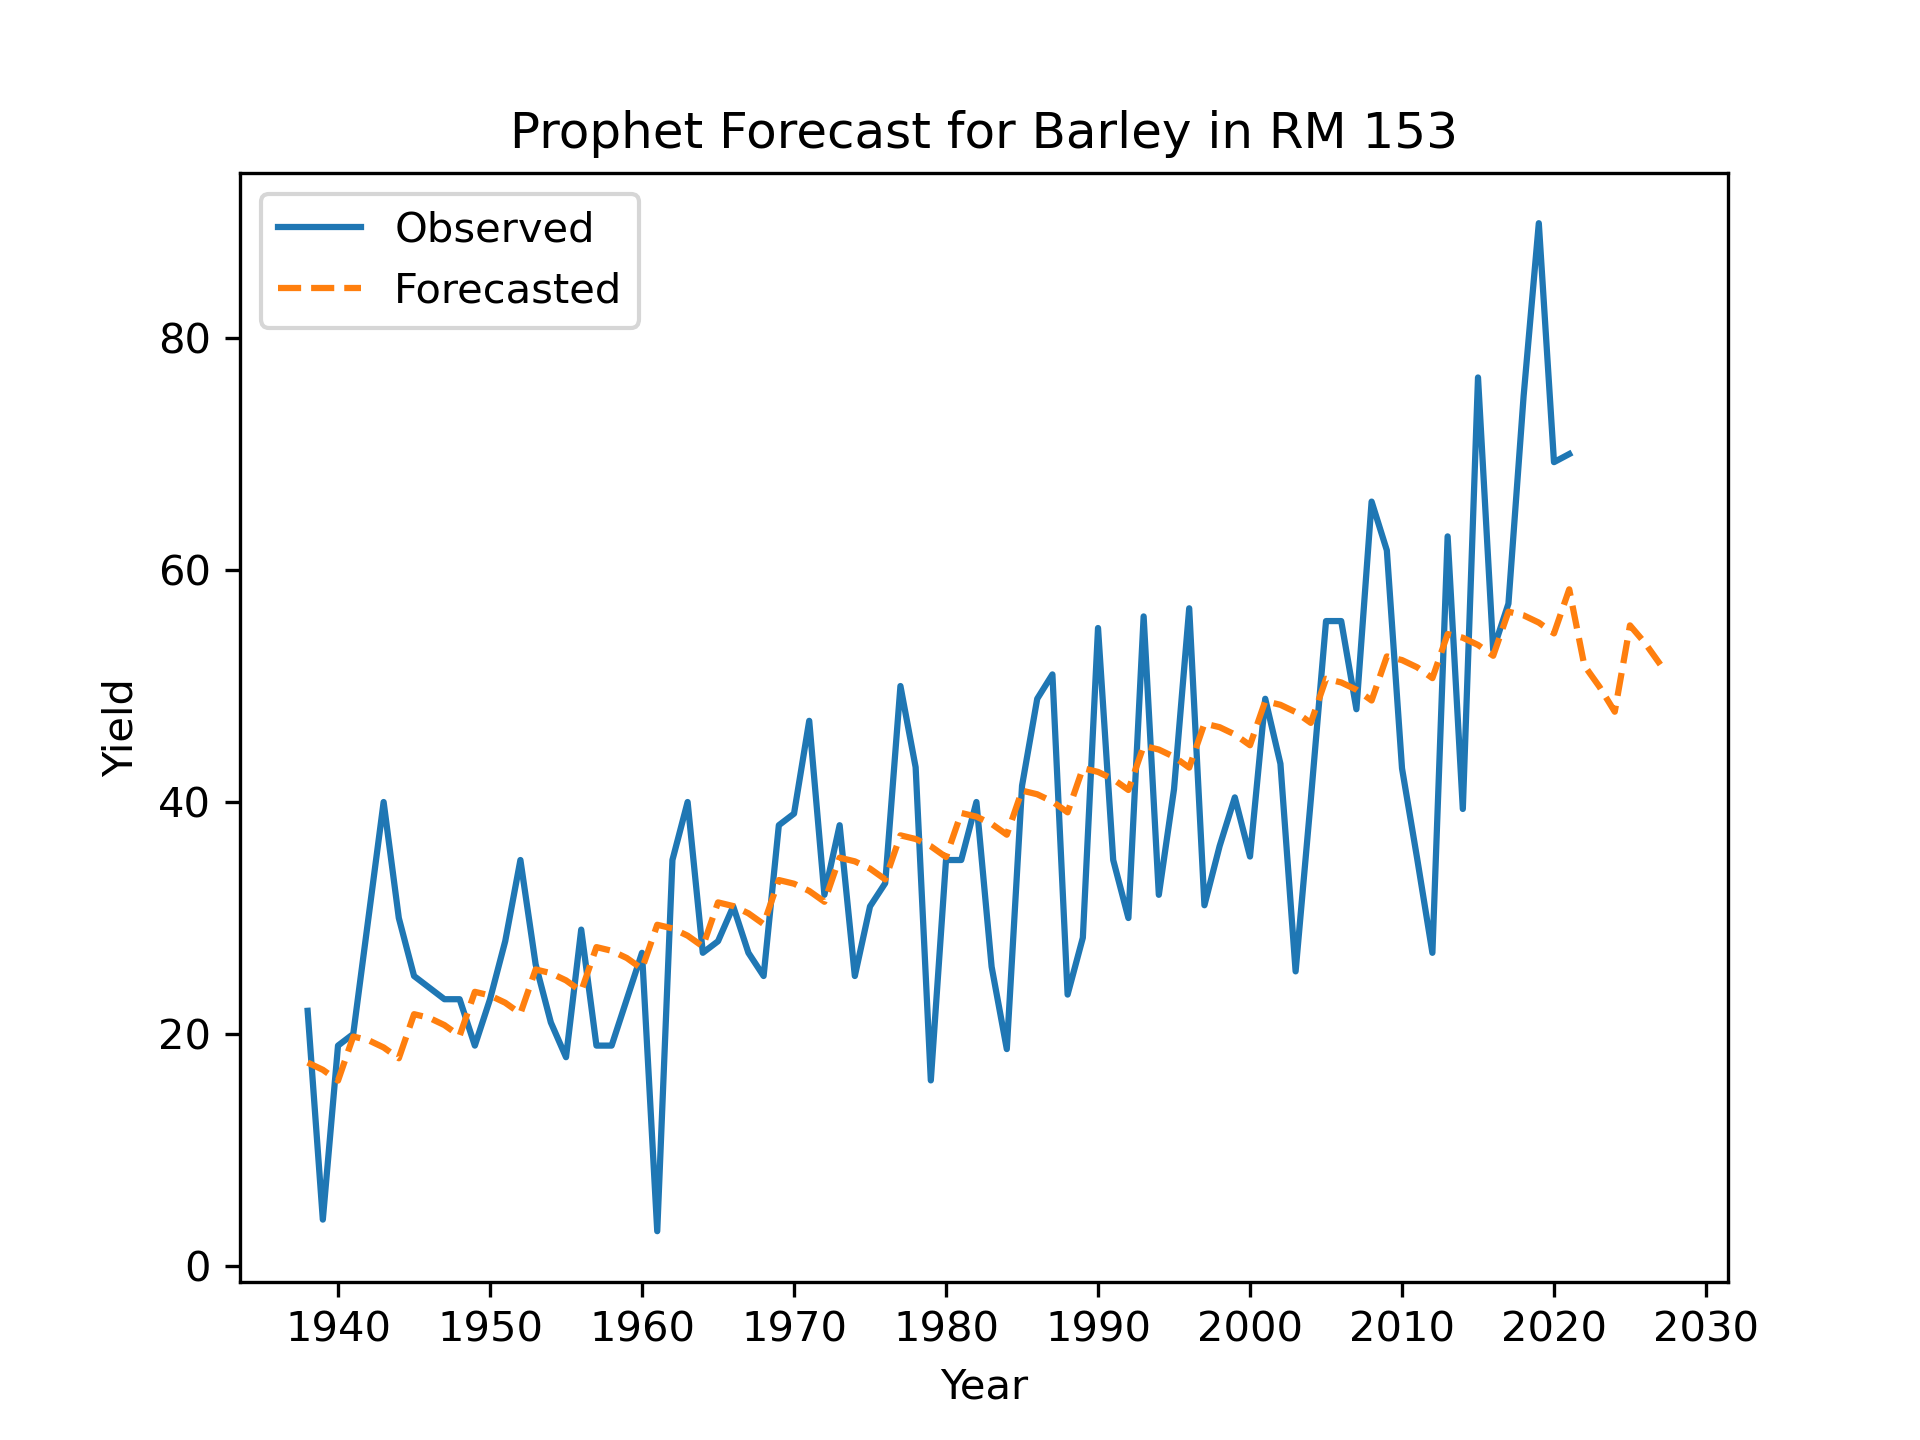 Prophet Forecast for Barley in RM 153
Observed
Forecasted
Yield
80
60
40
20
0
1940 1950 1960 1970 1980 1990 2000 2010 2020 2030
Year